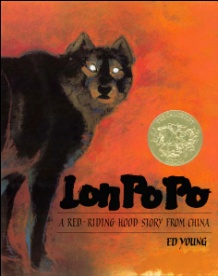 Lon Po Po
A RED-RIDING HOOD STORY FROM CHINA
ED YOUNG